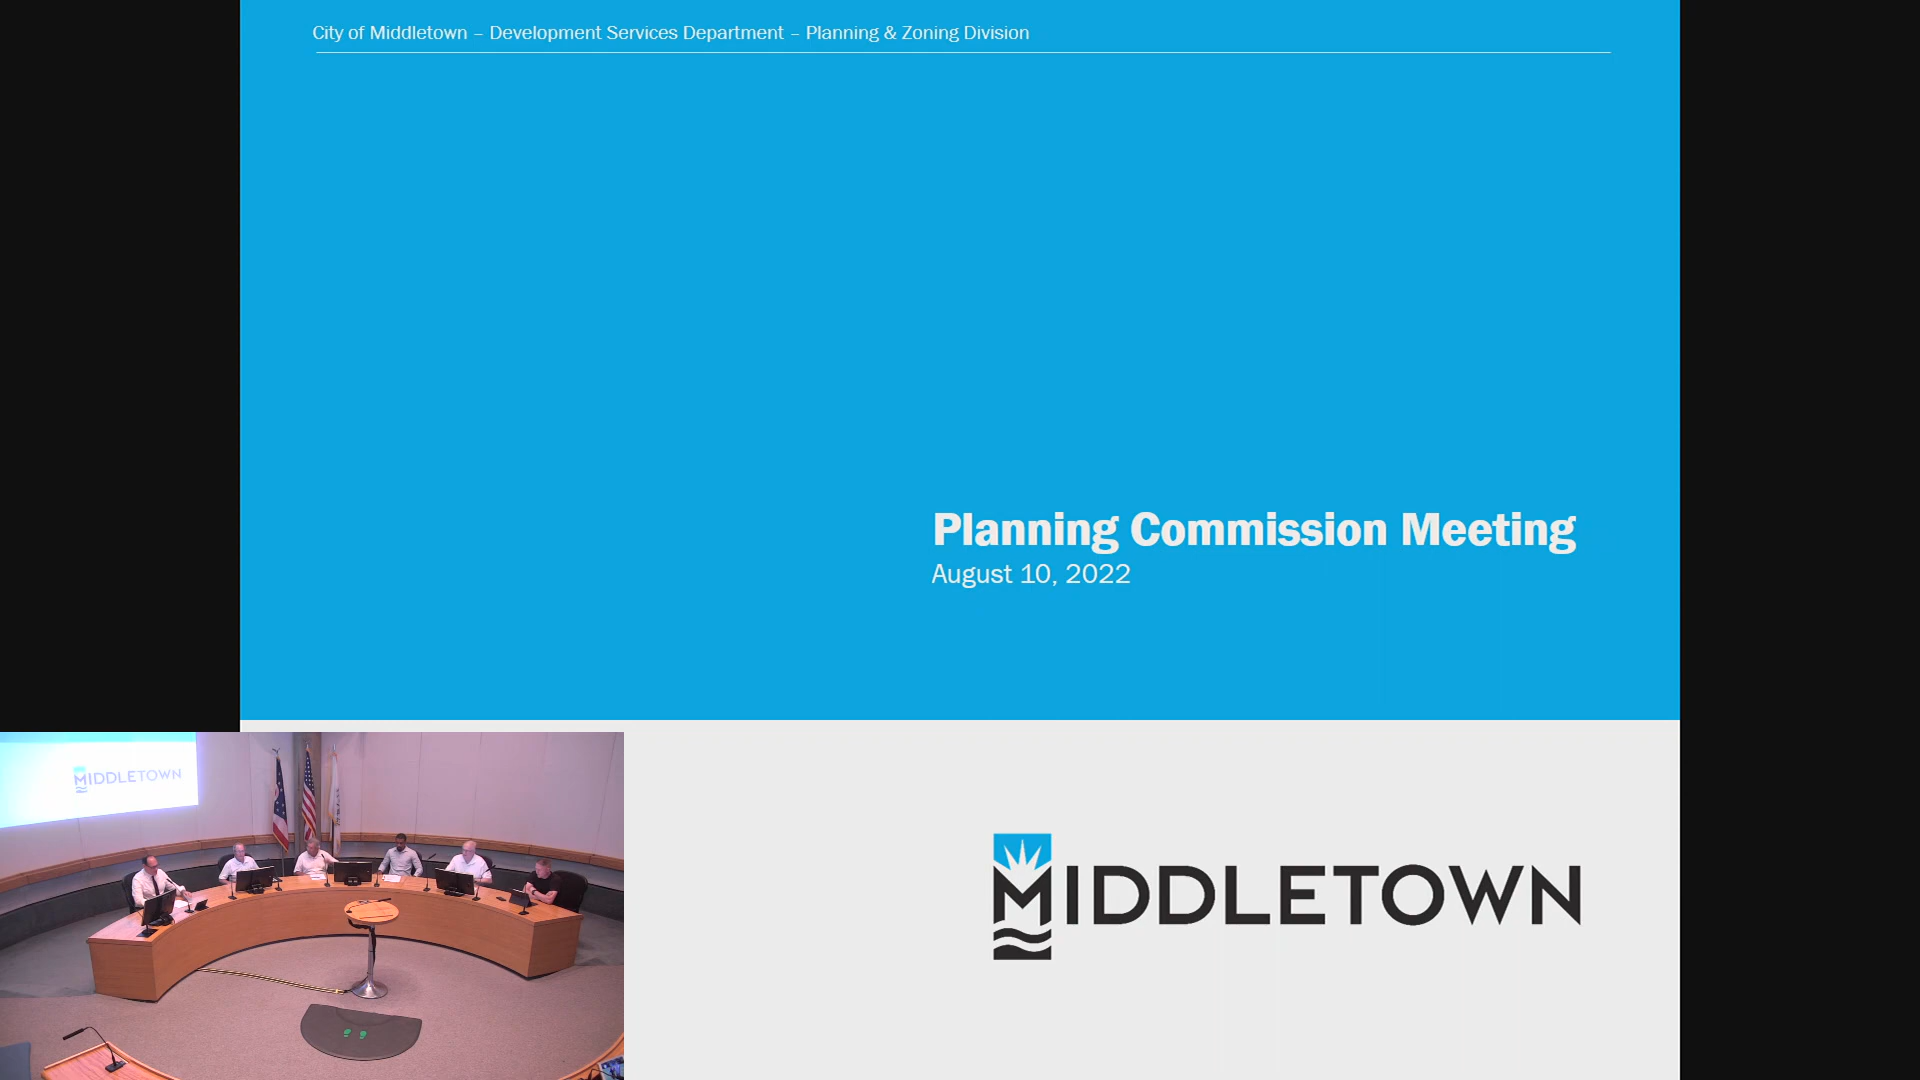 City of Middletown – Development Services Department – Planning & Zoning Division
Planning Commission Meeting
August 10, 2022
MIDDLETOWN
MIDDLETOWN